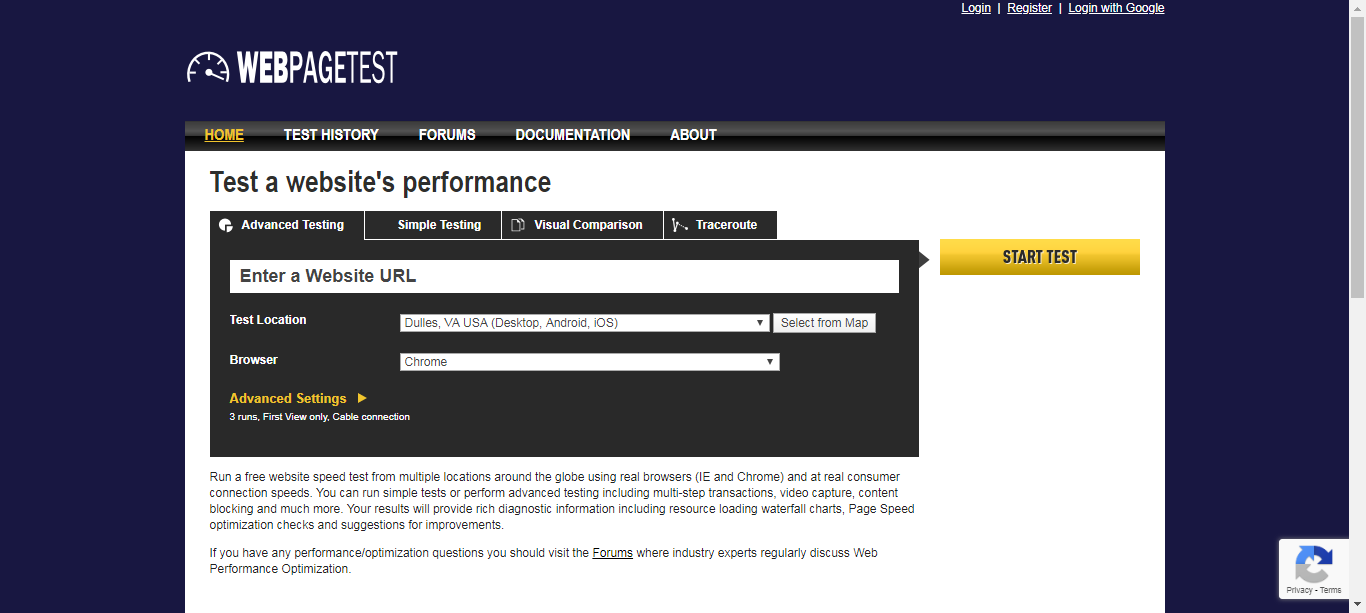 Login | Register | Login with Google
WEBPAGETEST
HOME TEST HISTORY FORUMS DOCUMENTATION ABOUT
Test a website's performance
Advanced Testing Simple Testing Visual Comparison Traceroute
START TEST
Enter a Website URL
Test Location Dulles, VA USA (Desktop, Android, iOS) Select from Map
Browser Chrome
Advanced Settings
3 runs, First View only, Cable connection
Run a free website speed test from multiple locations around the globe using real browsers (IE and Chrome) and at real consumer
connection speeds. You can run simple tests or perform advanced testing including multi-step transactions, video capture, content
blocking and much more. Your results will provide rich diagnostic information including resource loading waterfall charts, Page Speed
optimization checks and suggestions for improvements.
If you have any performance/optimization questions you should visit the Forums where industry experts regularly discuss Web
Performance Optimization.
Privacy - Terms